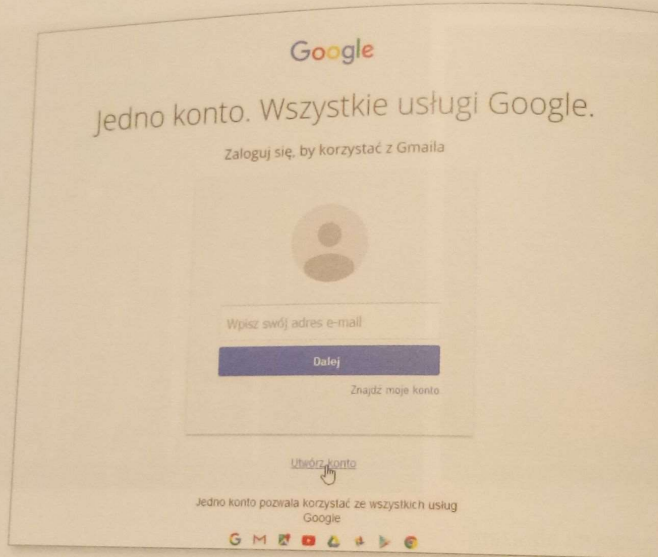 Google
Jedno konto. Wszystkie usługi Google.
Zaloguj się, by korzystać z Gmaila
Wpisz swój adres e-mail
Dalej
Znajdź moje konto
Utwórz konto
Jedno konto pozwala korzystać ze wszystkich usług
Google